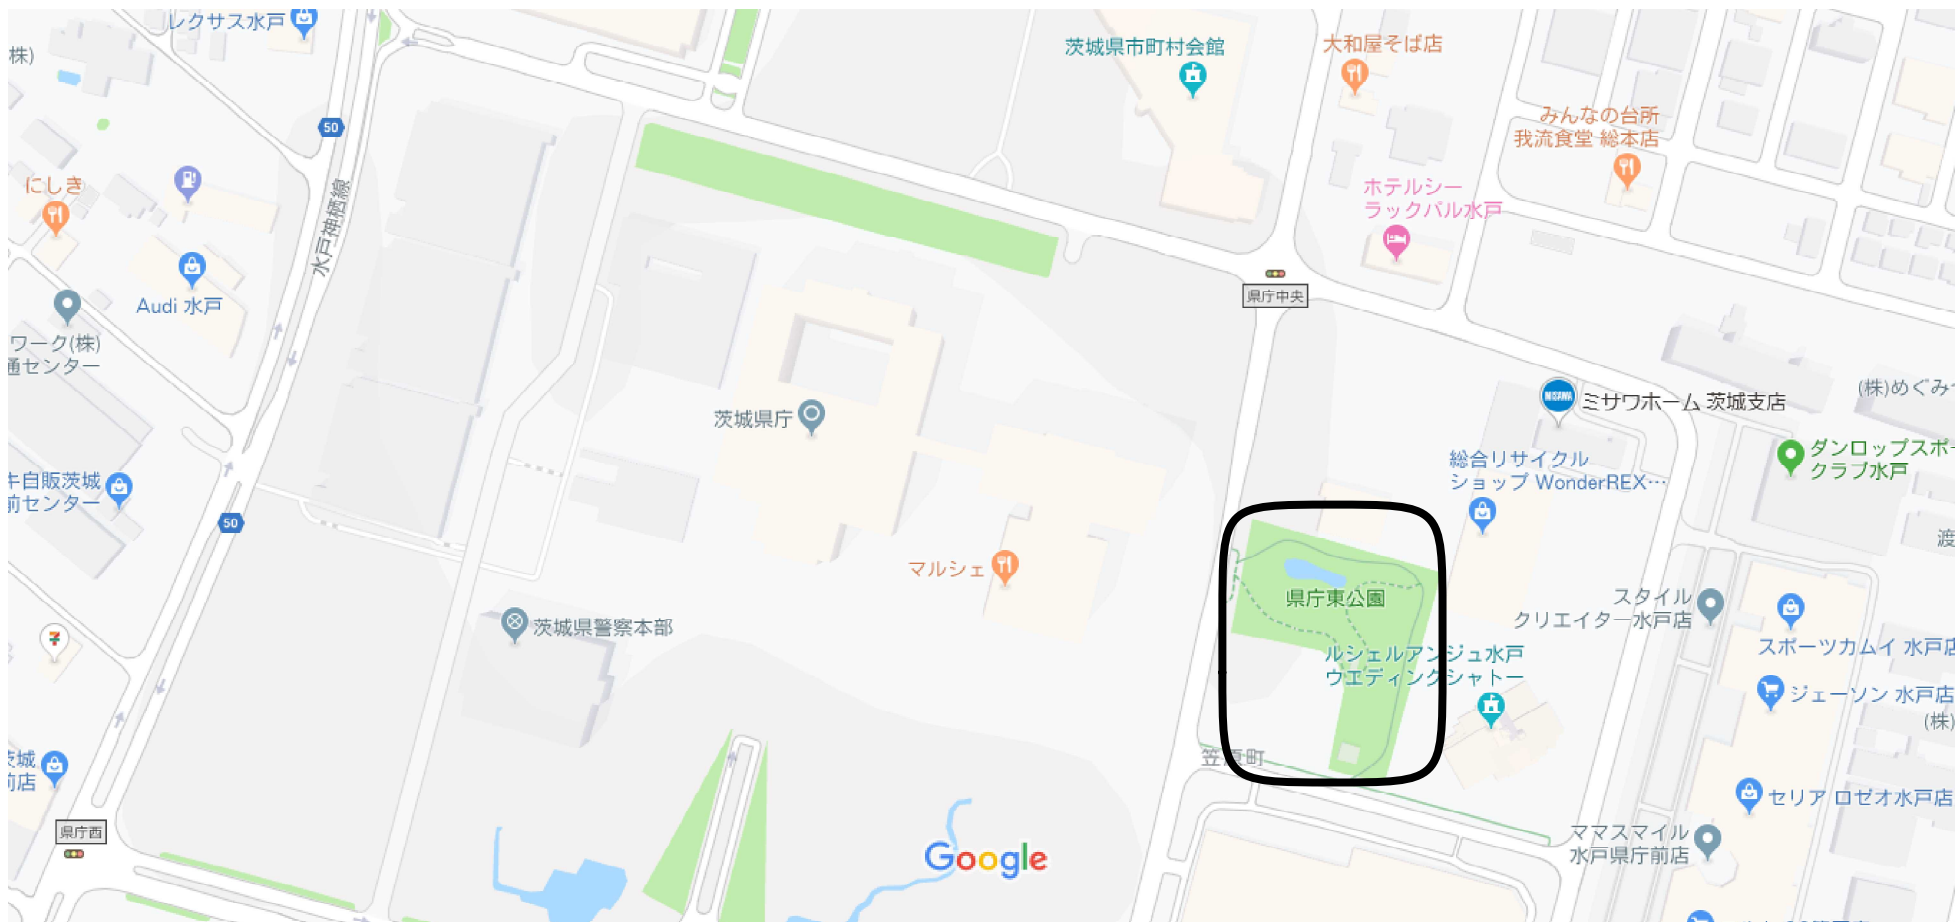 レクサス水戸
茨城県市町村会館
大和屋そば店
株)
みんなの台所
我流食堂 総本店
50
にしき
水戸神栖線
ホテルシー
ラックパル水戸
Audi 水戸
県庁中央
ワーク(株)
通センター
(株)めぐみ
MISAWA
ミサワホーム 茨城支店
茨城県庁
ダンロップスポー
クラブ水戸
総合リサイクル
ショップ WonderREX…
自販茨城
前センター
50
渡
マルシェ
県庁東公園
スタイル
クリエイター水戸店
茨城県警察本部
7
ルシェルアンジュ水戸
ウエディングシャトー
スポーツカムイ 水戸店
ジェーソン 水戸店
(株)
笠原町
茨城
前店
セリア ロゼオ水戸店
県庁西
ママスマイル
水戸県庁前店
Google